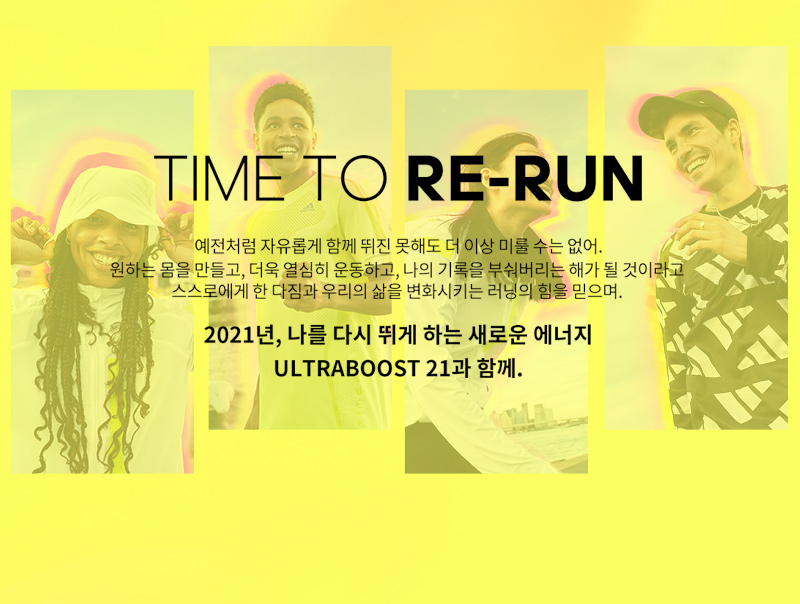 TIME TO RE-RUN
예전처럼 자유롭게 함께 뛰진 못해도 더 이상 미룰 수는 없어.
원하는 몸을 만들고, 더욱 열심히 운동하고, 나의 기록을 부숴버리는 해가 될 것이라고
스스로에게 한 다짐과 우리의 삶을 변화시키는 러닝의 힘을 믿으며.
2021년, 나를 다시 뛰게 하는 새로운 에너지
ULTRABOOST 21과 함께.